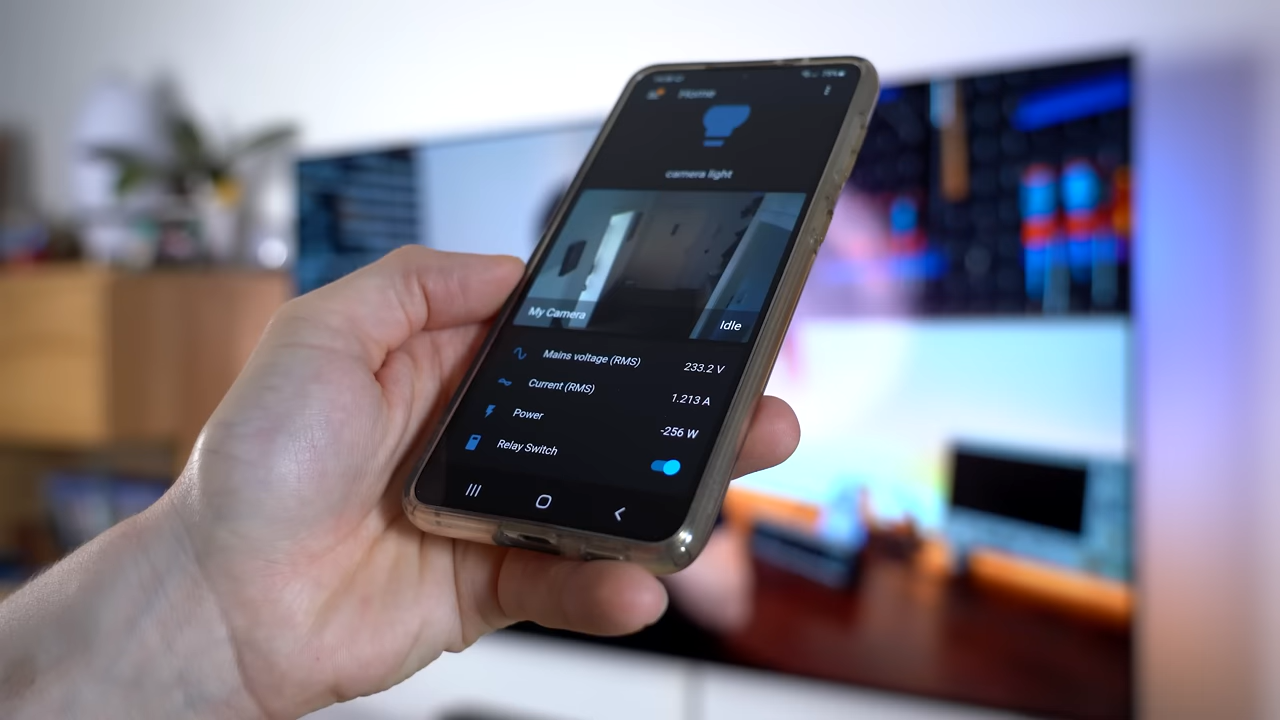 Home
camera light
My Camera
Idle
Mains voltage (RMS) 233.2 V
Current (RMS) 1.213 A
Power -256 W
Relay Switch